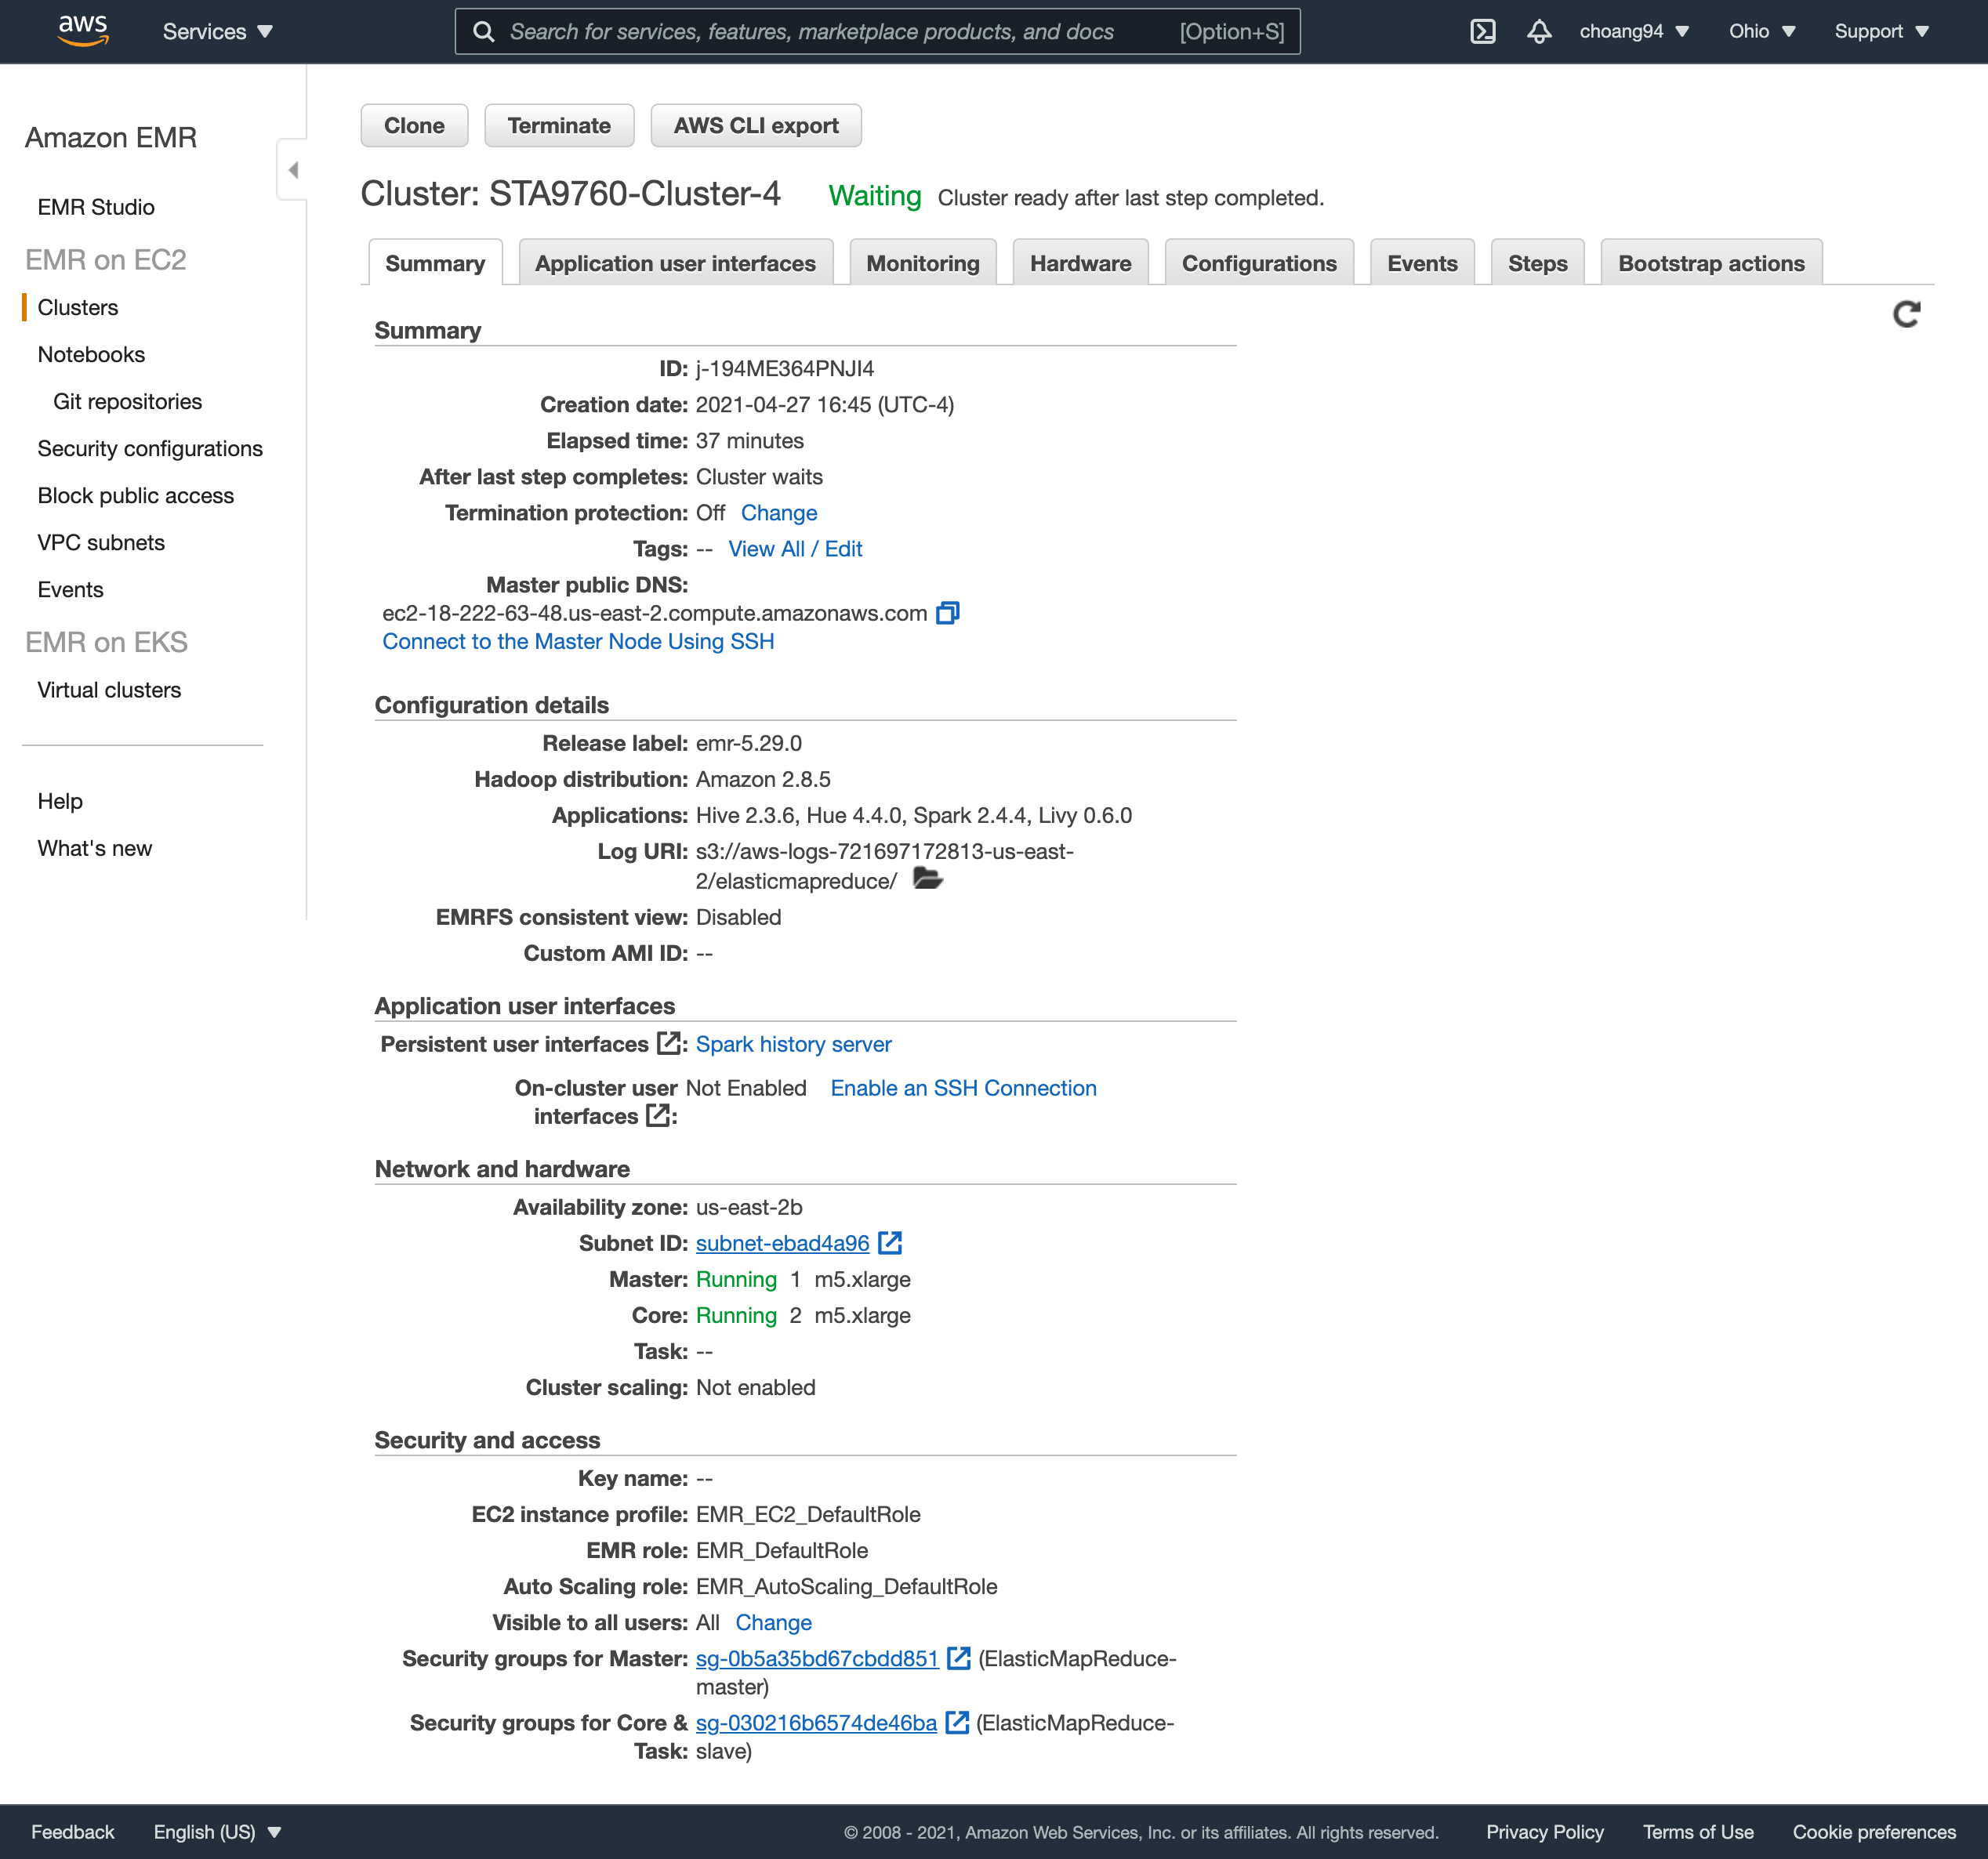 aws Services Search for services, features, marketplace products, and docs [Option+S] choang94 Ohio Support
Amazon EMR
EMR Studio
EMR on EC2
Clusters
Notebooks
Git repositories
Security configurations
Block public access
VPC subnets
Events
EMR on EKS
Virtual clusters
Help
What's new
Clone Terminate AWS CLI export
Cluster: STA9760-Cluster-4 Waiting Cluster ready after last step completed.
Summary Application user interfaces Monitoring Hardware Configurations Events Steps Bootstrap actions
Summary
ID: j-194ME364PNJI4
Creation date: 2021-04-27 16:45 (UTC-4)
Elapsed time: 37 minutes
After last step completes: Cluster waits
Termination protection: Off Change
Tags: -- View All / Edit
Master public DNS:
ec2-18-222-63-48.us-east-2.compute.amazonaws.com
Connect to the Master Node Using SSH
Configuration details
Release label: emr-5.29.0
Hadoop distribution: Amazon 2.8.5
Applications: Hive 2.3.6, Hue 4.4.0, Spark 2.4.4, Livy 0.6.0
Log URI: s3://aws-logs-721697172813-us-east-
2/elasticmapreduce/
EMRFS consistent view: Disabled
Custom AMI ID: --
Application user interfaces
Persistent user interfaces : Spark history server
On-cluster user Not Enabled Enable an SSH Connection
interfaces :
Network and hardware
Availability zone: us-east-2b
Subnet ID: subnet-ebad4a96
Master: Running 1 m5.xlarge
Core: Running 2 m5.xlarge
Task: --
Cluster scaling: Not enabled
Security and access
Key name: --
EC2 instance profile: EMR_EC2_DefaultRole
EMR role: EMR_DefaultRole
Auto Scaling role: EMR_AutoScaling_DefaultRole
Visible to all users: All Change
Security groups for Master: sg-0b5a35bd67cbdd851 (ElasticMapReduce-
master)
Security groups for Core & sg-030216b6574de46ba (ElasticMapReduce-
Task: slave)
Feedback English (US) © 2008 - 2021, Amazon Web Services, Inc. or its affiliates. All rights reserved. Privacy Policy Terms of Use Cookie preferences